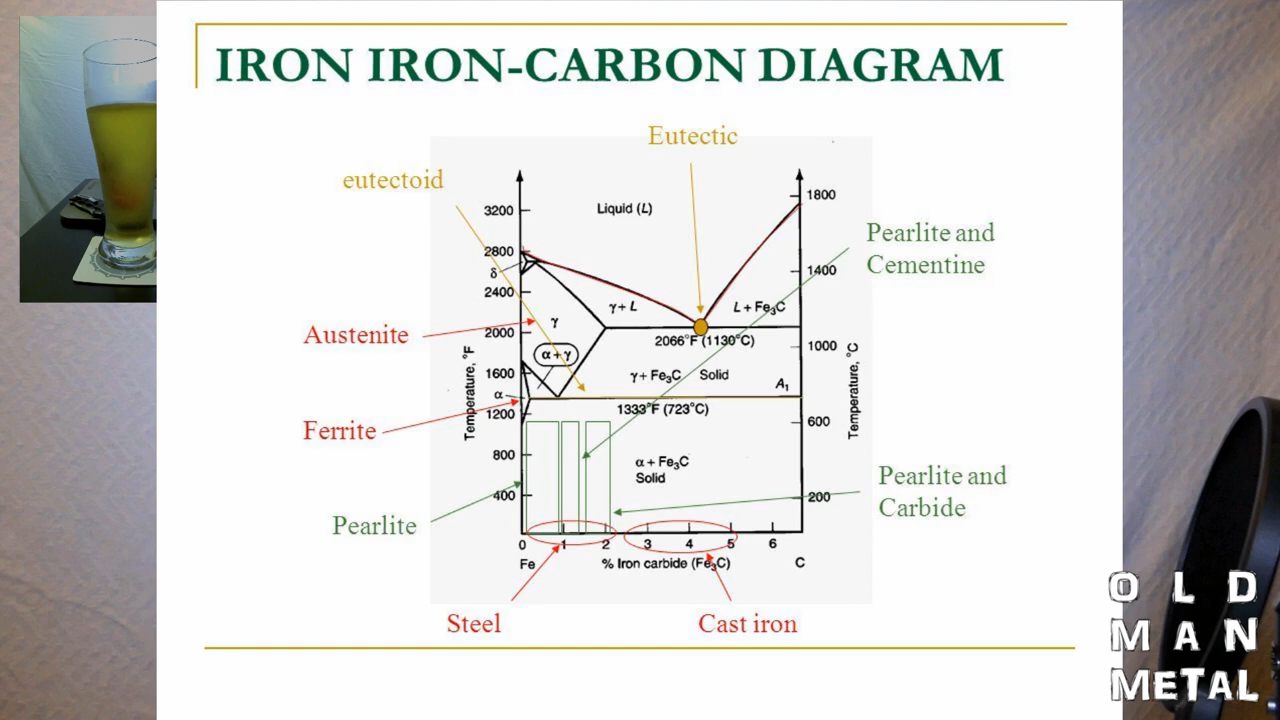 IRON IRON-CARBON DIAGRAM
Eutectic
eutectoid
Pearlite and
Cementine
Austenite
Ferrite
Pearlite
Pearlite and
Carbide
Steel
Cast iron
Temperature, °F
3200
2800
2400
2000
1600
1200
800
400
Liquid (L)
δ
γ
γ + L
L + Fe₃C
α + γ
2066°F (1130°C)
γ + Fe₃C Solid
A₁
α
1333°F (723°C)
α + Fe₃C
Solid
1800
1400
1000
600
200
Temperature, °C
0 1 2 3 4 5 6
Fe % Iron carbide (Fe₃C) C
OLD
MAN
METAL